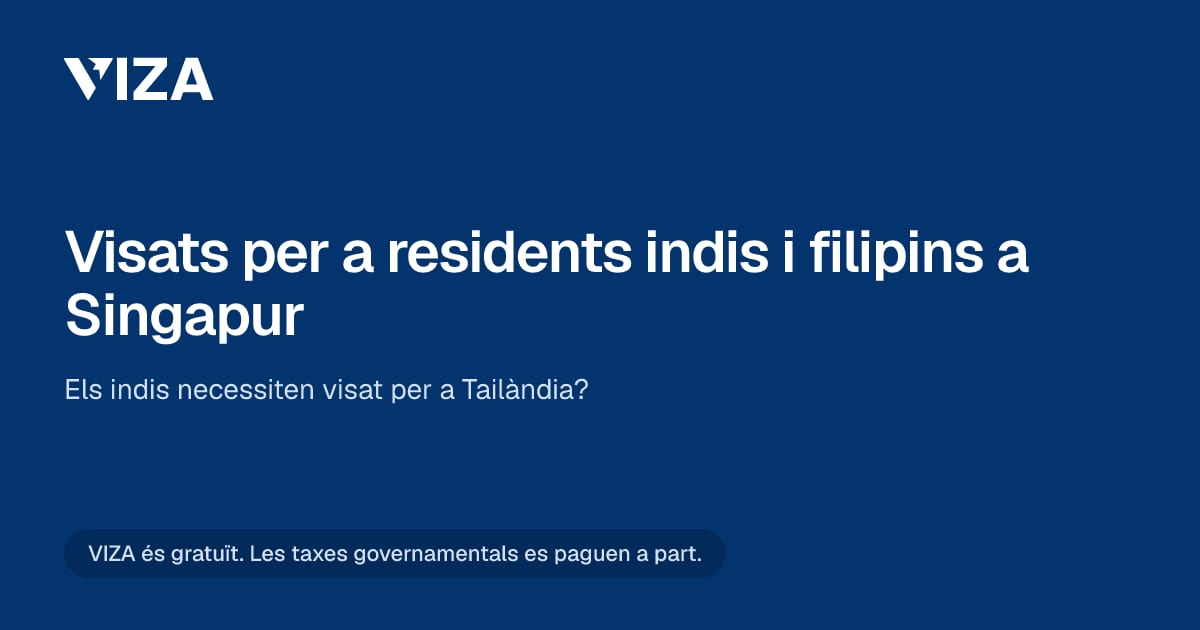 VIZA
Visats per a residents indis i filipins a
Singapur
Els indis necessiten visat per a Tailàndia?
VIZA és gratuït. Les taxes governamentals es paguen a part.